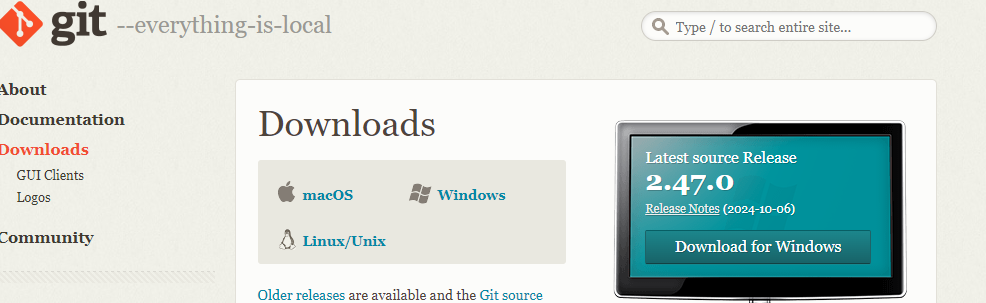 git --everything-is-local
Type / to search entire site...
About
Documentation
Downloads
GUI Clients
Logos
Community
Downloads
macOS
Windows
Linux/Unix
Older releases are available and the Git source
Latest source Release
2.47.0
Release Notes (2024-10-06)
Download for Windows